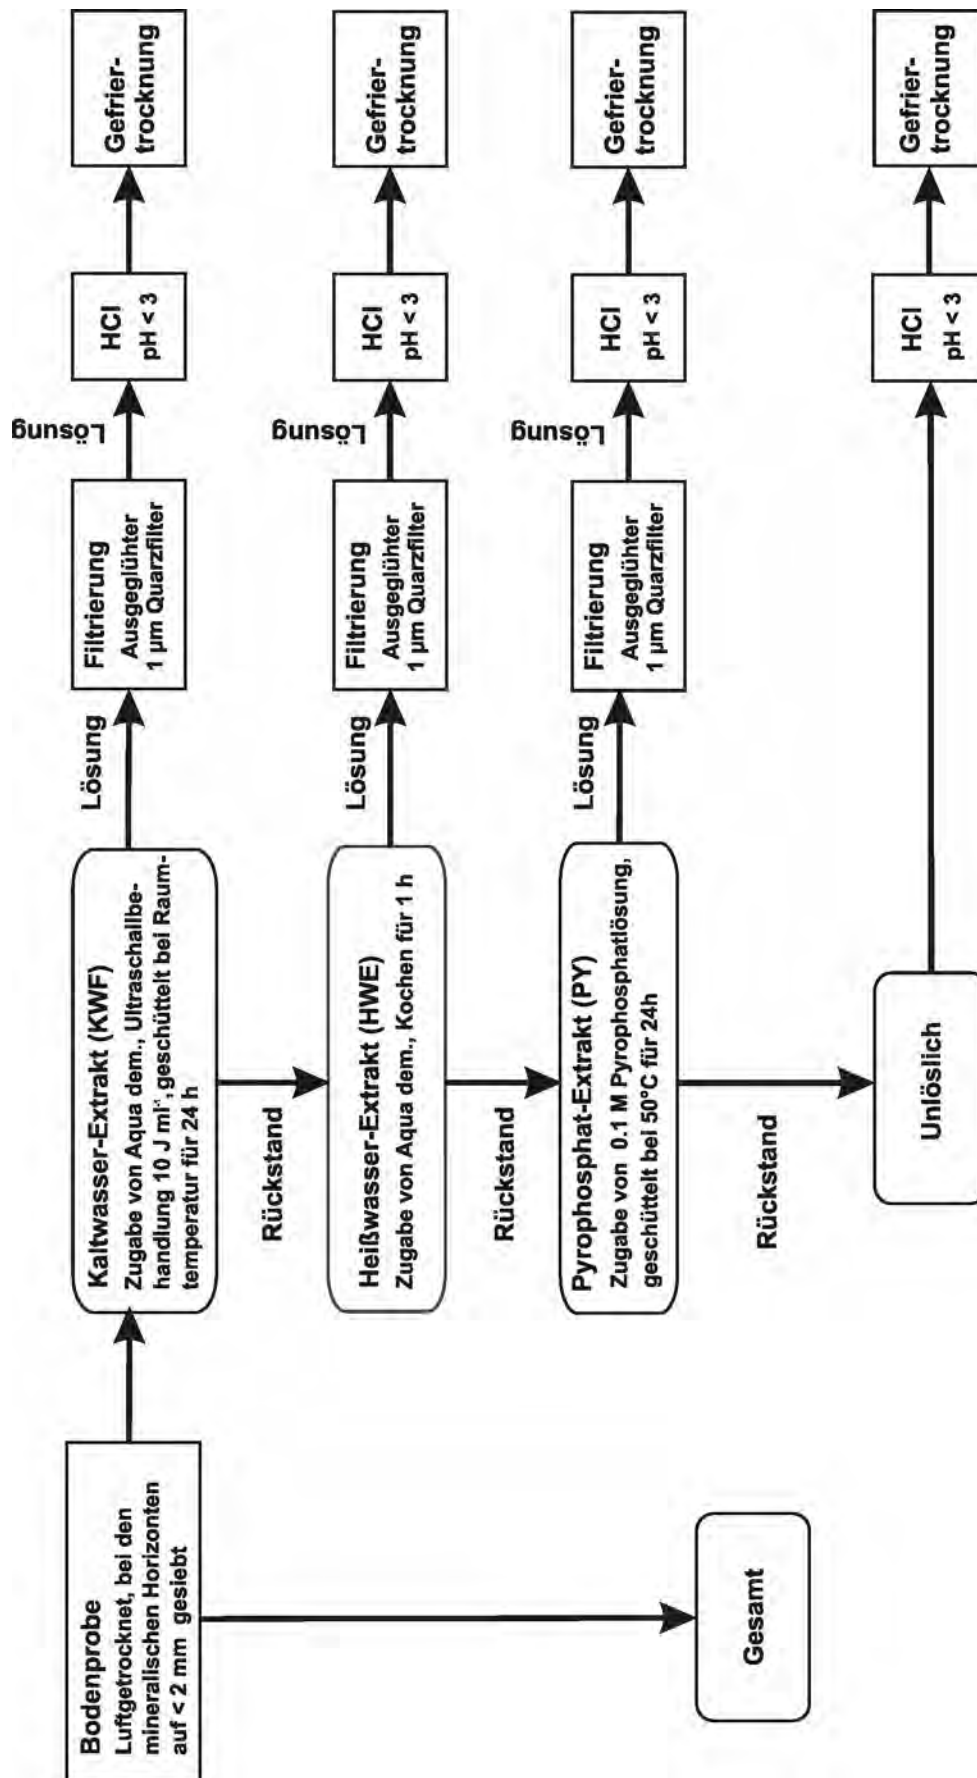 Bodenprobe
Luftgetrocknet, bei den
mineralischen Horizonten
auf < 2 mm gesiebt
Gesamt
Kaltwasser-Extrakt (KWF)
Zugabe von Aqua dem., Ultraschallbe-
handlung 10 J ml⁻¹, geschüttelt bei Raum-
temperatur für 24 h
Lösung
Filtrierung
Ausgeglühter
1 µm Quarzfilter
Lösung
HCl
pH < 3
Gefrier-
trocknung
Rückstand
Heißwasser-Extrakt (HWE)
Zugabe von Aqua dem., Kochen für 1 h
Lösung
Filtrierung
Ausgeglühter
1 µm Quarzfilter
Lösung
HCl
pH < 3
Gefrier-
trocknung
Rückstand
Pyrophosphat-Extrakt (PY)
Zugabe von 0.1 M Pyrophosphatlösung,
geschüttelt bei 50°C für 24h
Lösung
Filtrierung
Ausgeglühter
1 µm Quarzfilter
Lösung
HCl
pH < 3
Gefrier-
trocknung
Rückstand
Unlöslich
HCl
pH < 3
Gefrier-
trocknung